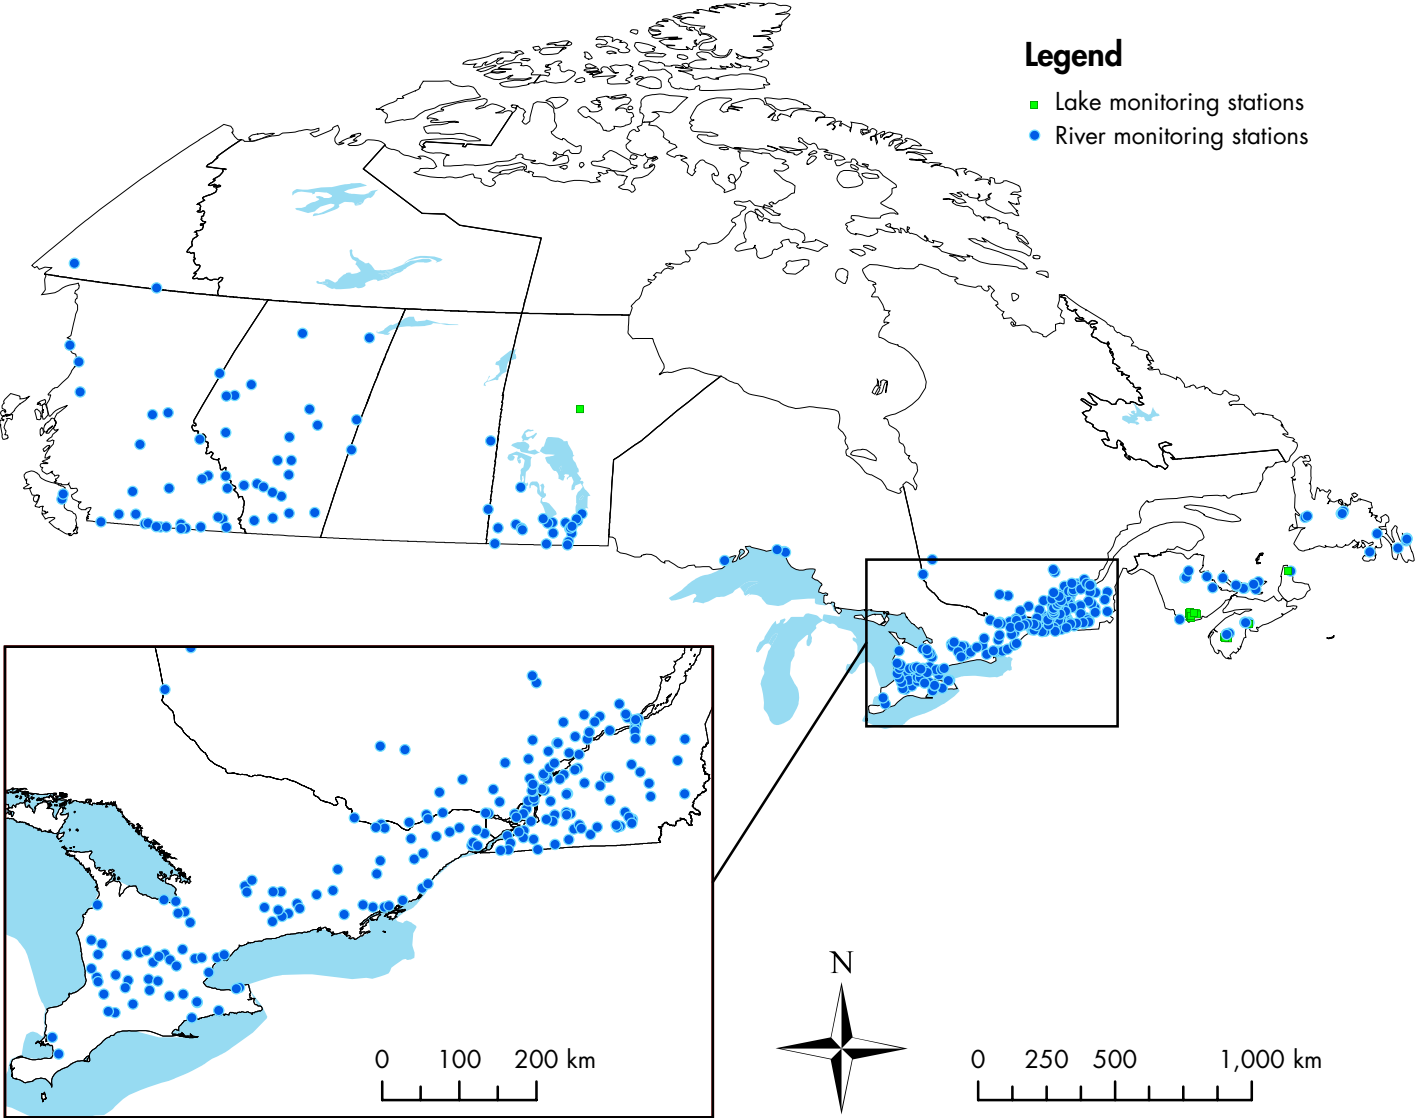 Legend
Lake monitoring stations
River monitoring stations
N
0 100 200 km
0 250 500 1,000 km